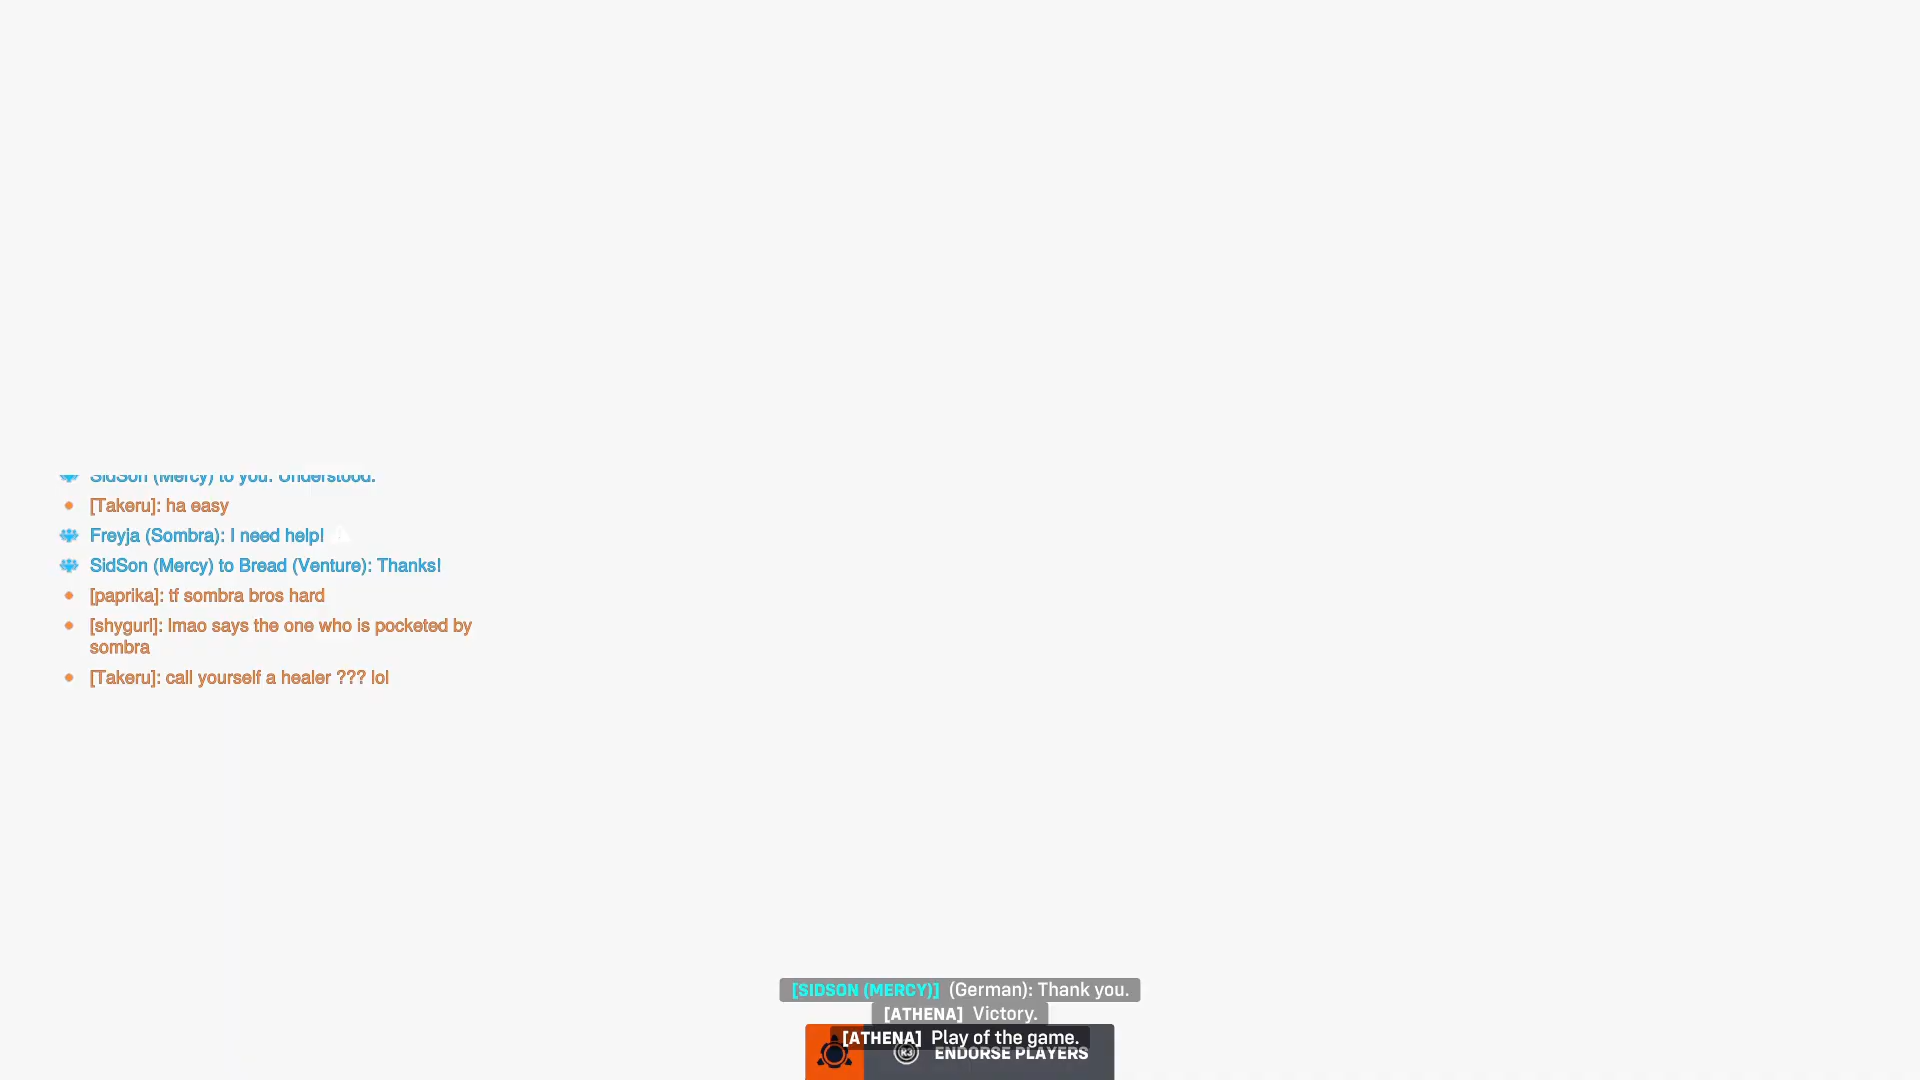 SidSon (Mercy) to you: Understood.
[Takeru]: ha easy
Freyja (Sombra): I need help!
SidSon (Mercy) to Bread (Venture): Thanks!
[paprika]: tf sombra bros hard
[shygurl]: lmao says the one who is pocketed by
sombra
[Takeru]: call yourself a healer ??? lol
[SIDSON (MERCY)] (German): Thank you.
[ATHENA] Victory.
[ATHENA] Play of the game.
R3 ENDORSE PLAYERS